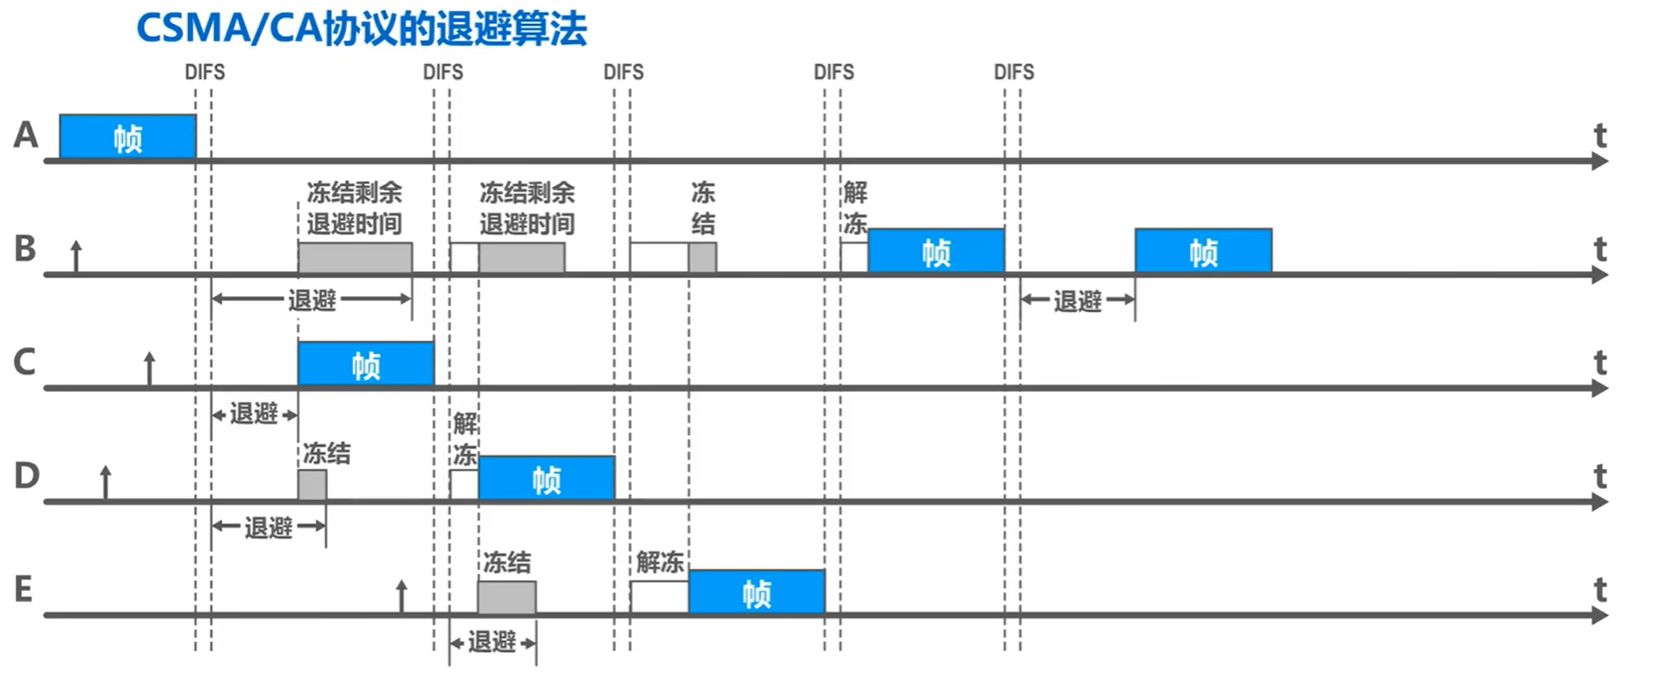 CSMA/CA协议的退避算法
DIFS DIFS DIFS DIFS DIFS
A 帧 t
冻结剩余
退避时间
冻结剩余
退避时间
冻
结
解
冻
B 帧 帧 t
退避 退避
C 帧 t
退避
解
冻
冻结
D 帧 t
退避
冻结 解冻
E 帧 t
退避